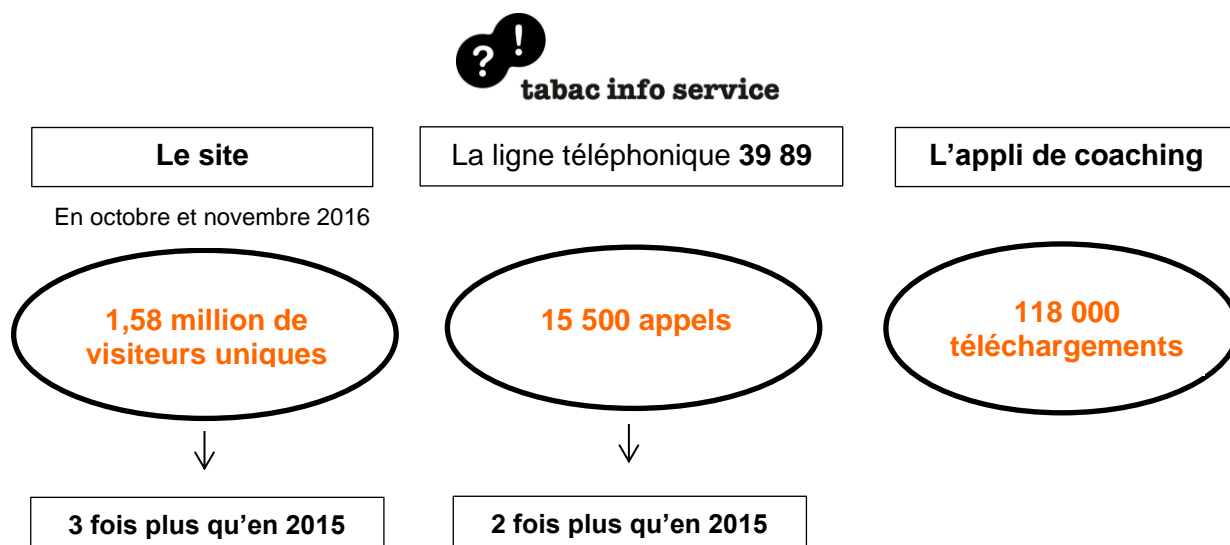 ? !
tabac info service
Le site
La ligne téléphonique 39 89
L'appli de coaching
En octobre et novembre 2016
1,58 million de
visiteurs uniques
15 500 appels
118 000
téléchargements
3 fois plus qu'en 2015
2 fois plus qu'en 2015